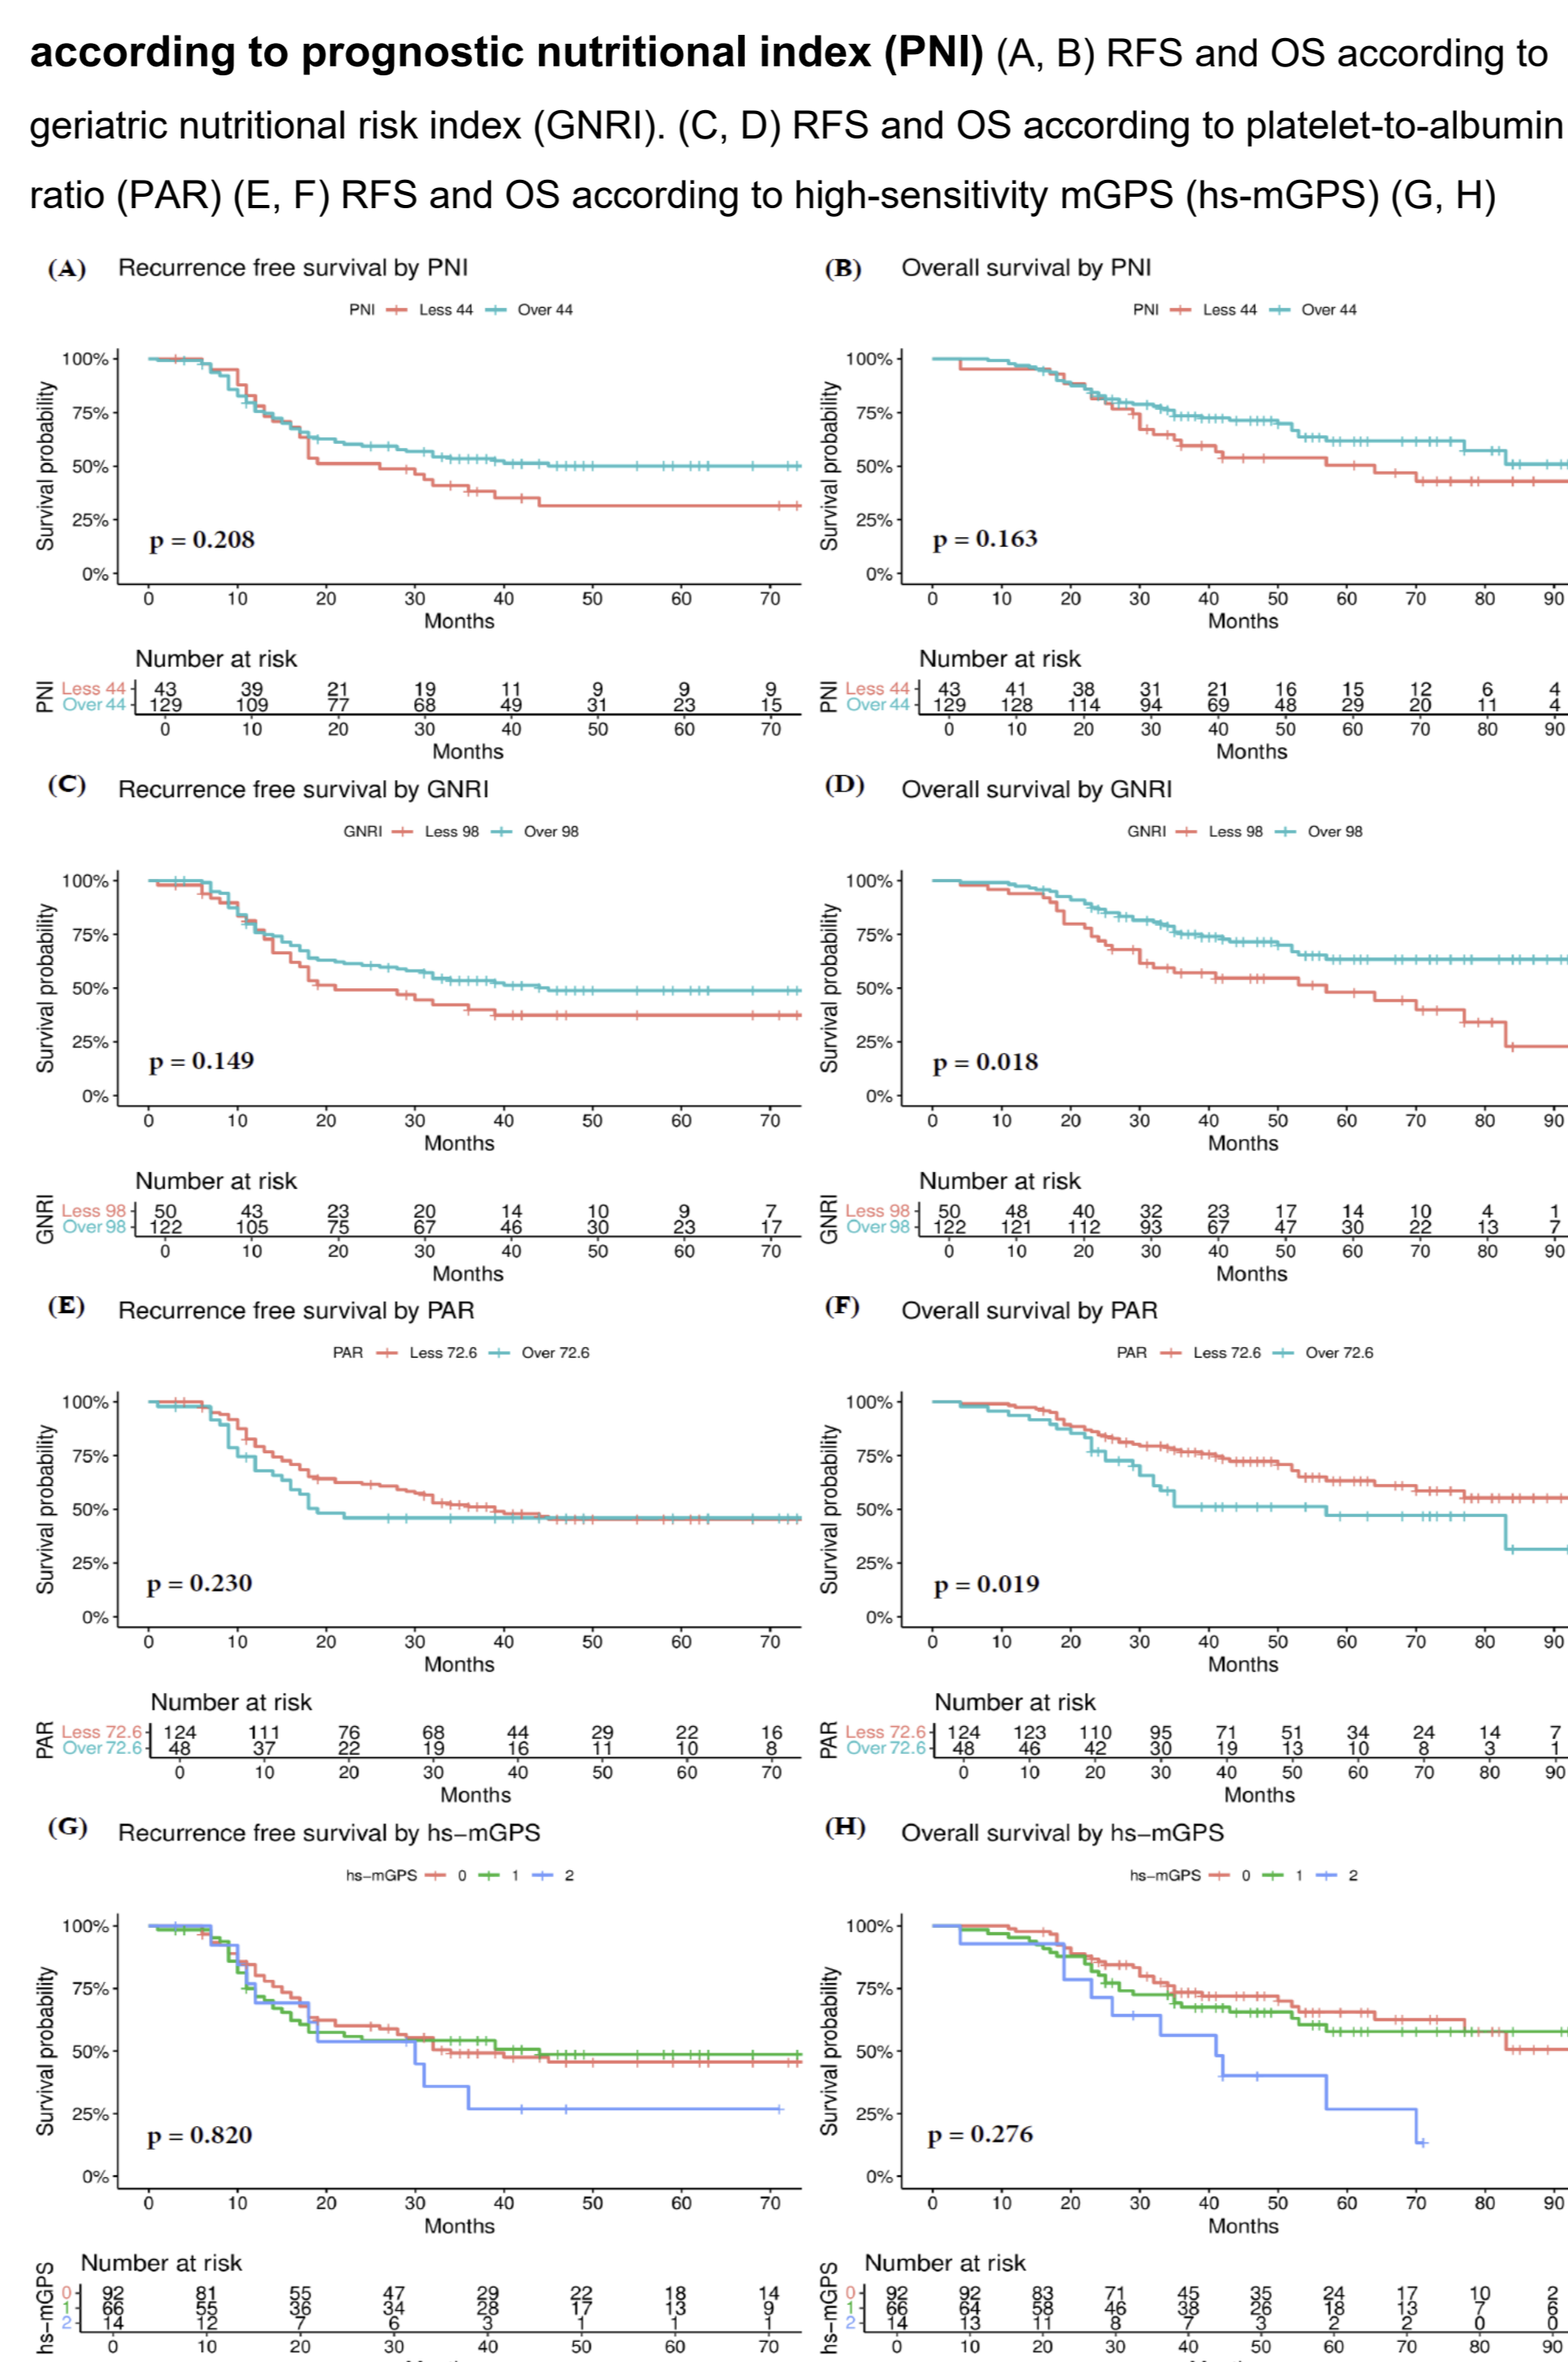 according to prognostic nutritional index (PNI) (A, B) RFS and OS according to
geriatric nutritional risk index (GNRI). (C, D) RFS and OS according to platelet-to-albumin
ratio (PAR) (E, F) RFS and OS according to high-sensitivity mGPS (hs-mGPS) (G, H)
(A) Recurrence free survival by PNI
PNI Less 44 Over 44
Survival probability
100%
75%
50%
25%
0%
p = 0.208
0 10 20 30 40 50 60 70
Months
Number at risk
PNI
Less 44 43 39 21 19 11 9 9 9
Over 44 129 109 77 68 49 31 23 15
0 10 20 30 40 50 60 70
Months
(B) Overall survival by PNI
PNI Less 44 Over 44
Survival probability
100%
75%
50%
25%
0%
p = 0.163
0 10 20 30 40 50 60 70 80 90
Months
Number at risk
PNI
Less 44 43 41 38 31 21 16 15 12 6 4
Over 44 129 128 114 94 69 48 29 20 11 4
0 10 20 30 40 50 60 70 80 90
Months
(C) Recurrence free survival by GNRI
GNRI Less 98 Over 98
Survival probability
100%
75%
50%
25%
0%
p = 0.149
0 10 20 30 40 50 60 70
Months
Number at risk
GNRI
Less 98 50 43 23 20 14 10 9 7
Over 98 122 105 75 67 46 30 23 17
0 10 20 30 40 50 60 70
Months
(D) Overall survival by GNRI
GNRI Less 98 Over 98
Survival probability
100%
75%
50%
25%
0%
p = 0.018
0 10 20 30 40 50 60 70 80 90
Months
Number at risk
GNRI
Less 98 50 48 40 32 23 17 14 10 4 1
Over 98 122 121 112 93 67 47 30 22 13 7
0 10 20 30 40 50 60 70 80 90
Months
(E) Recurrence free survival by PAR
PAR Less 72.6 Over 72.6
Survival probability
100%
75%
50%
25%
0%
p = 0.230
0 10 20 30 40 50 60 70
Months
Number at risk
PAR
Less 72.6 124 111 76 68 44 29 22 16
Over 72.6 48 37 22 19 16 11 10 8
0 10 20 30 40 50 60 70
Months
(F) Overall survival by PAR
PAR Less 72.6 Over 72.6
Survival probability
100%
75%
50%
25%
0%
p = 0.019
0 10 20 30 40 50 60 70 80 90
Months
Number at risk
PAR
Less 72.6 124 123 110 95 71 51 34 24 14 7
Over 72.6 48 46 42 30 19 13 10 8 3 1
0 10 20 30 40 50 60 70 80 90
Months
(G) Recurrence free survival by hs−mGPS
hs−mGPS 0 1 2
Survival probability
100%
75%
50%
25%
0%
p = 0.820
0 10 20 30 40 50 60 70
Months
Number at risk
hs−mGPS
0 92 81 55 47 29 22 18 14
1 66 55 36 34 28 17 13 9
2 14 12 7 6 3 1 1 1
0 10 20 30 40 50 60 70
(H) Overall survival by hs−mGPS
hs−mGPS 0 1 2
Survival probability
100%
75%
50%
25%
0%
p = 0.276
0 10 20 30 40 50 60 70 80 90
Months
Number at risk
hs−mGPS
0 92 92 83 71 45 35 24 17 10 2
1 66 64 58 46 38 26 18 13 7 6
2 14 13 11 8 7 3 2 2 0 0
0 10 20 30 40 50 60 70 80 90